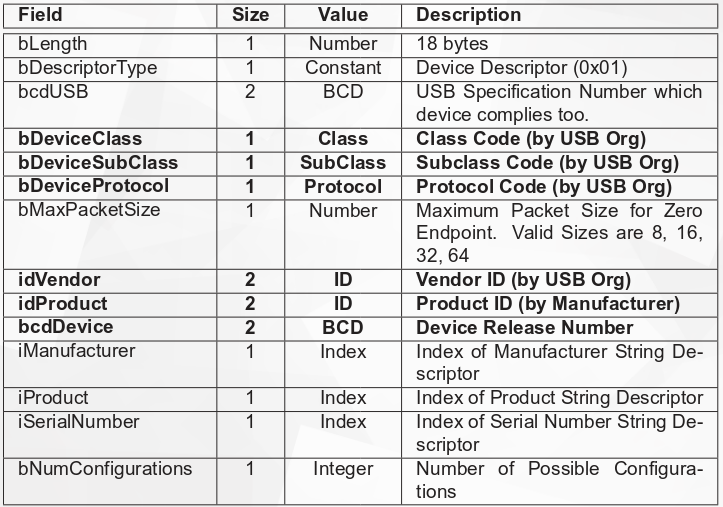 Field Size Value Description
bLength 1 Number 18 bytes
bDescriptorType 1 Constant Device Descriptor (0x01)
bcdUSB 2 BCD USB Specification Number which
device complies too.
bDeviceClass 1 Class Class Code (by USB Org)
bDeviceSubClass 1 SubClass Subclass Code (by USB Org)
bDeviceProtocol 1 Protocol Protocol Code (by USB Org)
bMaxPacketSize 1 Number Maximum Packet Size for Zero
Endpoint. Valid Sizes are 8, 16,
32, 64
idVendor 2 ID Vendor ID (by USB Org)
idProduct 2 ID Product ID (by Manufacturer)
bcdDevice 2 BCD Device Release Number
iManufacturer 1 Index Index of Manufacturer String De-
scriptor
iProduct 1 Index Index of Product String Descriptor
iSerialNumber 1 Index Index of Serial Number String De-
scriptor
bNumConfigurations 1 Integer Number of Possible Configura-
tions